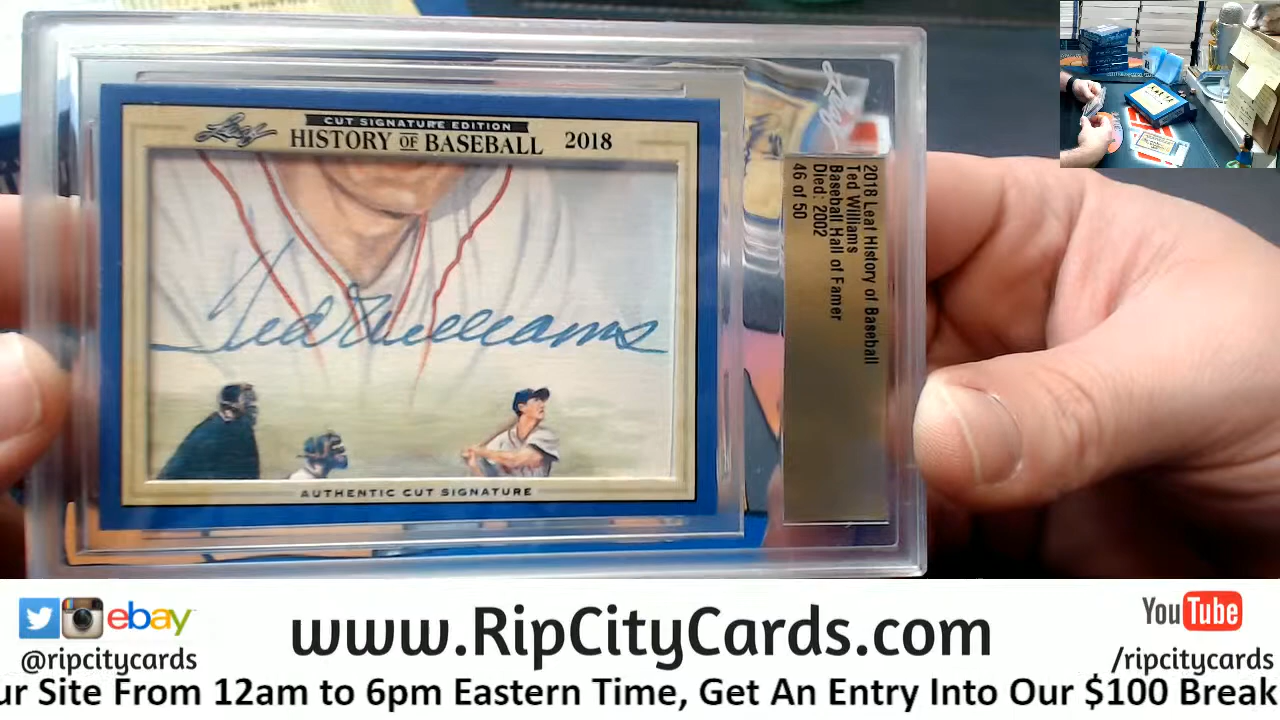 Leaf
CUT SIGNATURE EDITION
HISTORY OF BASEBALL 2018
Ted Williams
AUTHENTIC CUT SIGNATURE
Leaf
2018 Leaf History of Baseball
Ted Williams
Baseball Hall of Famer
Died: 2002
46 of 50
ebay
@ripcitycards
www.RipCityCards.com
YouTube
/ripcitycards
ur Site From 12am to 6pm Eastern Time, Get An Entry Into Our $100 Break